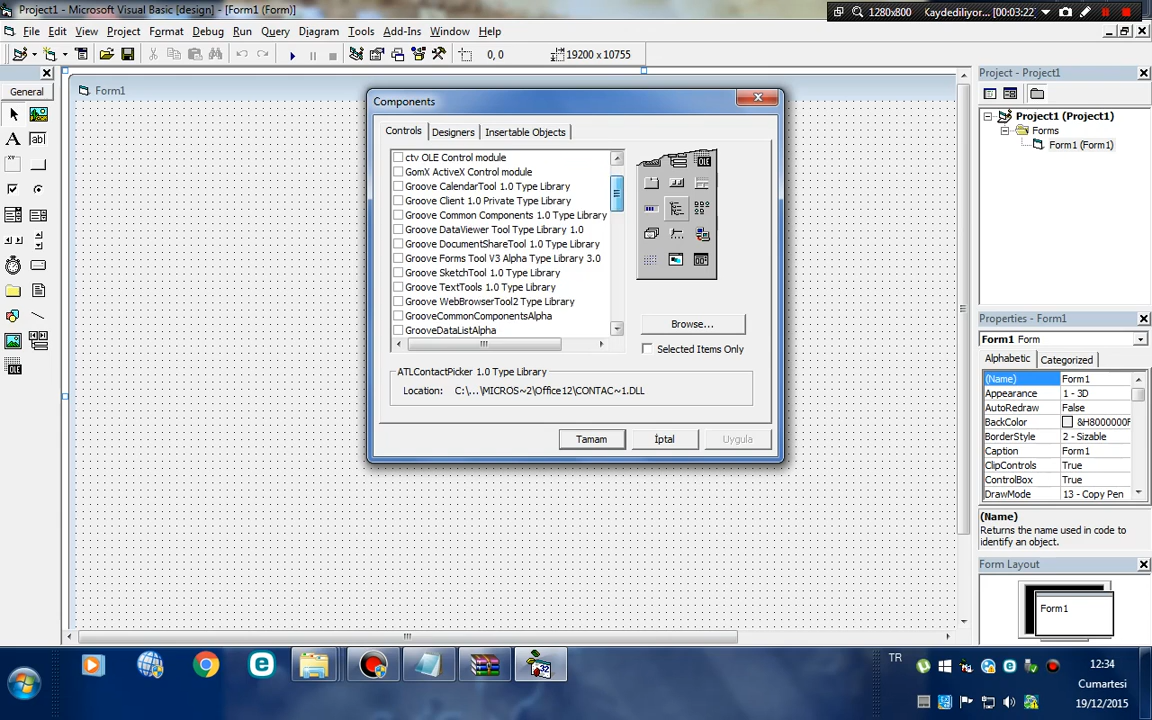 Project1 - Microsoft Visual Basic [design] - [Form1 (Form)]
1280x800
Kaydediliyor... [00:03:22]
File Edit View Project Format Debug Run Query Diagram Tools Add-Ins Window Help
0, 0
19200 x 10755
General
Form1
Components
Controls
Designers
Insertable Objects
ctv OLE Control module
GomX ActiveX Control module
Groove CalendarTool 1.0 Type Library
Groove Client 1.0 Private Type Library
Groove Common Components 1.0 Type Library
Groove DataViewer Tool Type Library 1.0
Groove DocumentShareTool 1.0 Type Library
Groove Forms Tool V3 Alpha Type Library 3.0
Groove SketchTool 1.0 Type Library
Groove TextTools 1.0 Type Library
Groove WebBrowserTool2 Type Library
GrooveCommonComponentsAlpha
GrooveDataListAlpha
Browse...
Selected Items Only
ATLContactPicker 1.0 Type Library
Location: C:\...\MICROS~2\Office12\CONTAC~1.DLL
Tamam
İptal
Uygula
Project - Project1
Project1 (Project1)
Forms
Form1 (Form1)
Properties - Form1
Form1 Form
Alphabetic Categorized
(Name) Form1
Appearance 1 - 3D
AutoRedraw False
BackColor &H8000000F
BorderStyle 2 - Sizable
Caption Form1
ClipControls True
ControlBox True
DrawMode 13 - Copy Pen
(Name)
Returns the name used in code to
identify an object.
Form Layout
Form1
TR
12:34
Cumartesi
19/12/2015